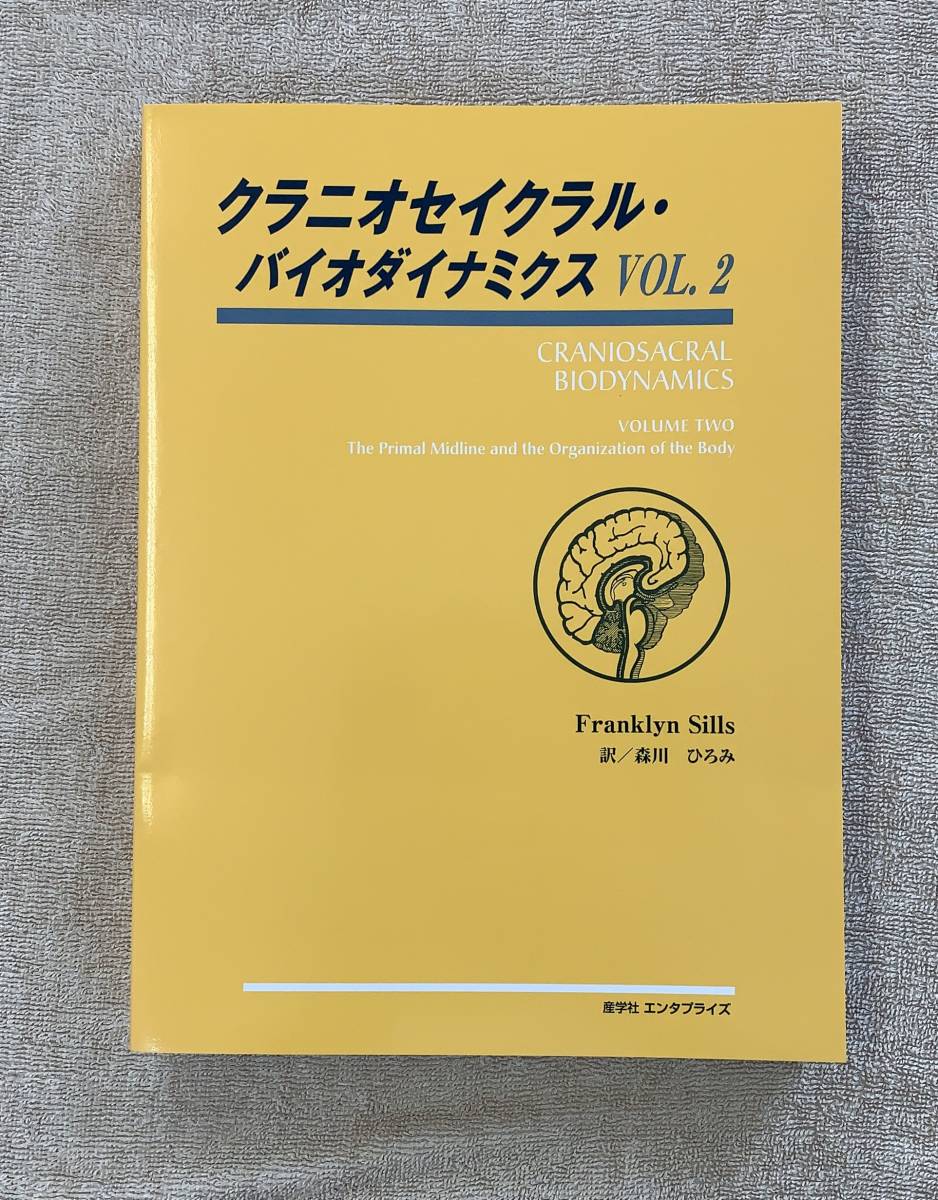 クラニオセイクラル・
バイオダイナミクス VOL. 2
CRANIOSACRAL
BIODYNAMICS
VOLUME TWO
The Primal Midline and the Organization of the Body
Franklyn Sills
訳／森川　ひろみ
産学社 エンタプライズ